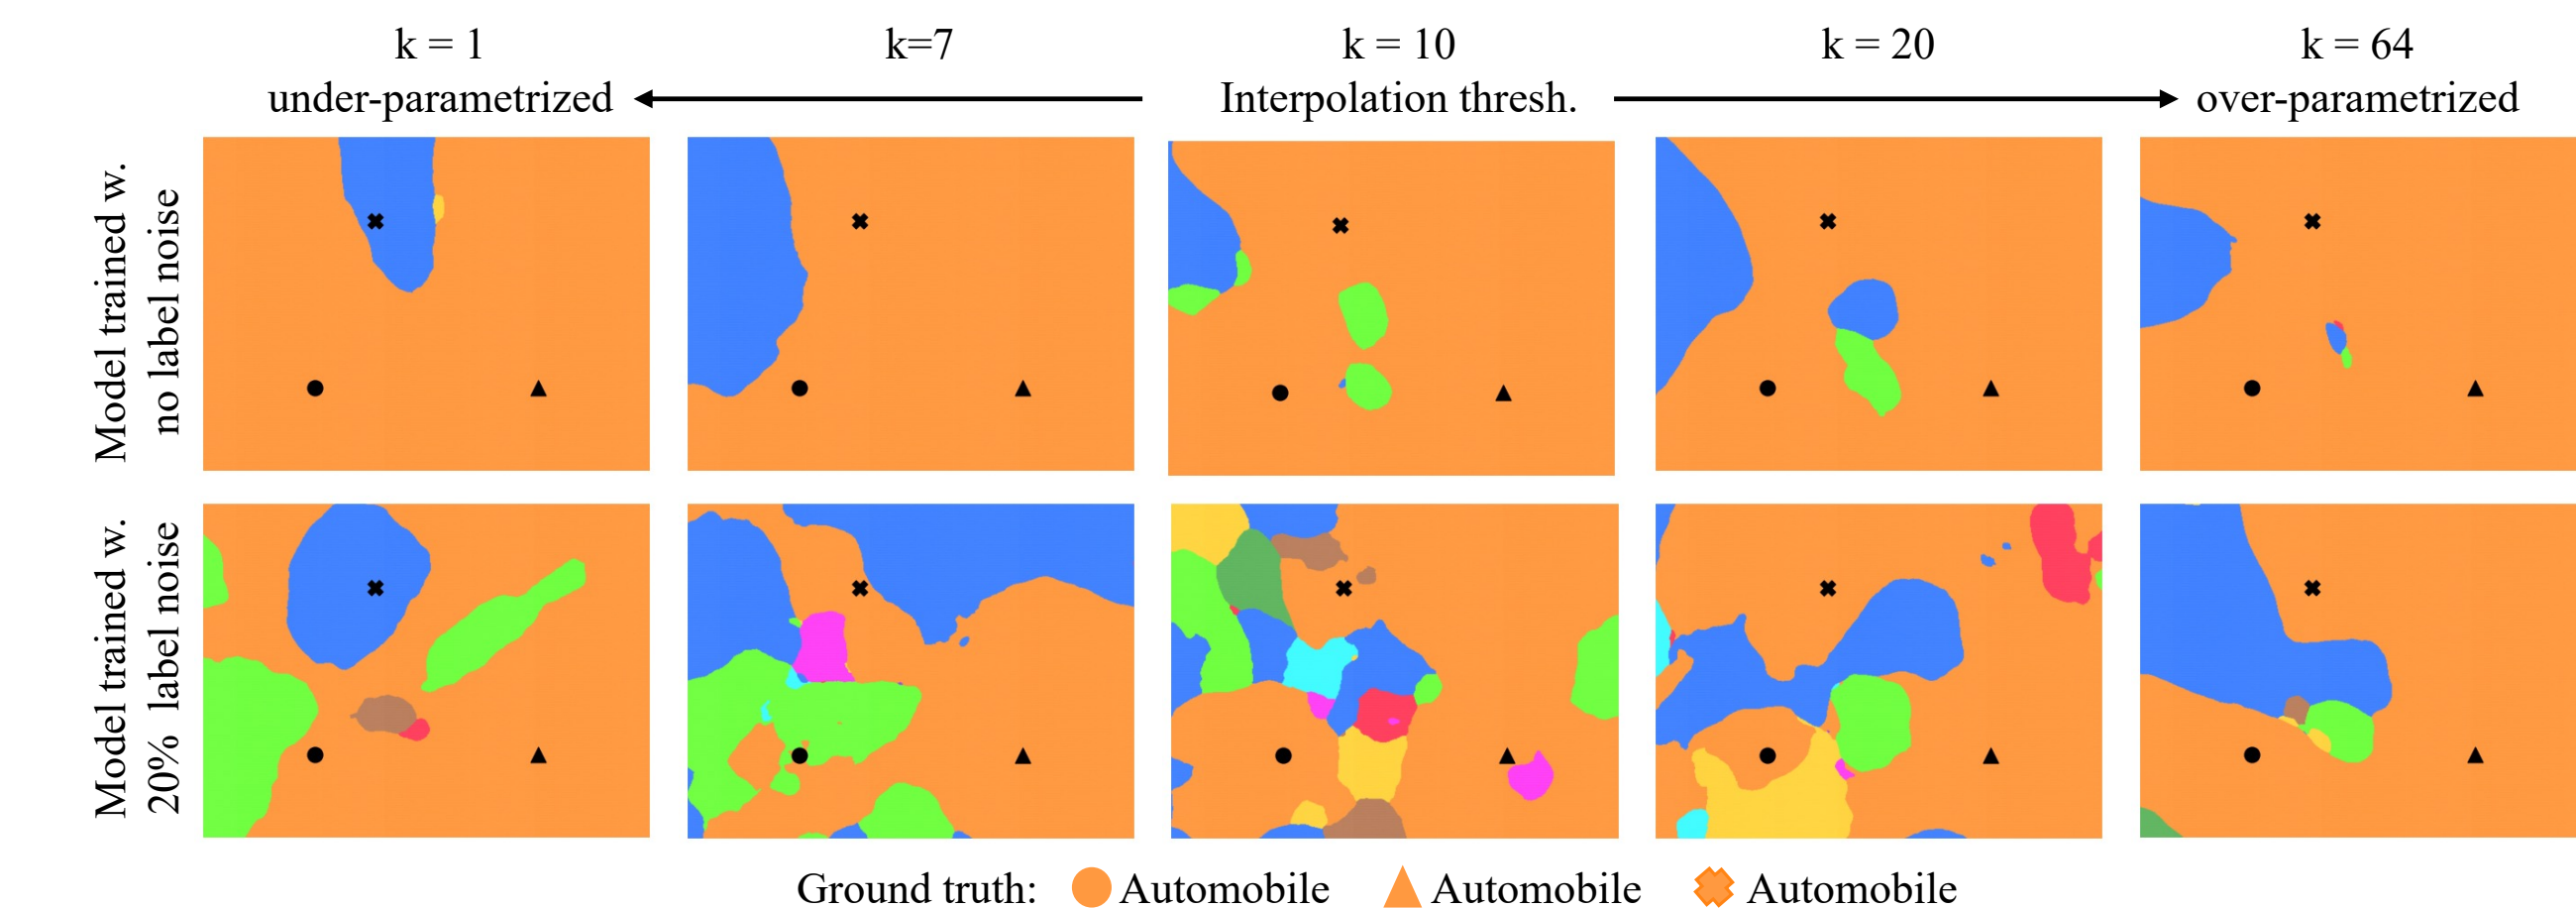 k = 1
k=7
k = 10
k = 20
k = 64
under-parametrized
Interpolation thresh.
over-parametrized
Model trained w.
no label noise
Model trained w.
20% label noise
Ground truth: Automobile Automobile Automobile